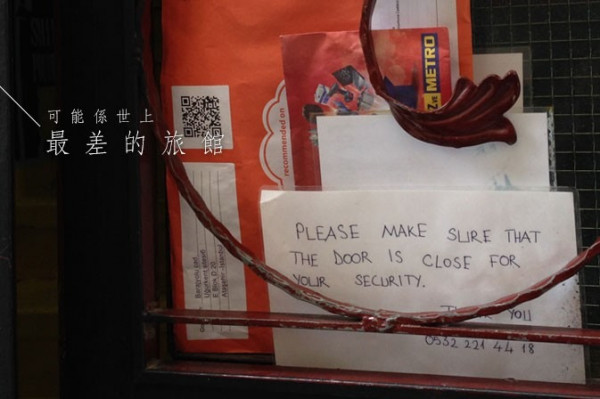 可能係世上
最差的旅館
METRO
recommended on
PLEASE MAKE SURE THAT
THE DOOR IS CLOSE FOR
YOUR SECURITY.
THANK YOU
0532 221 44 18